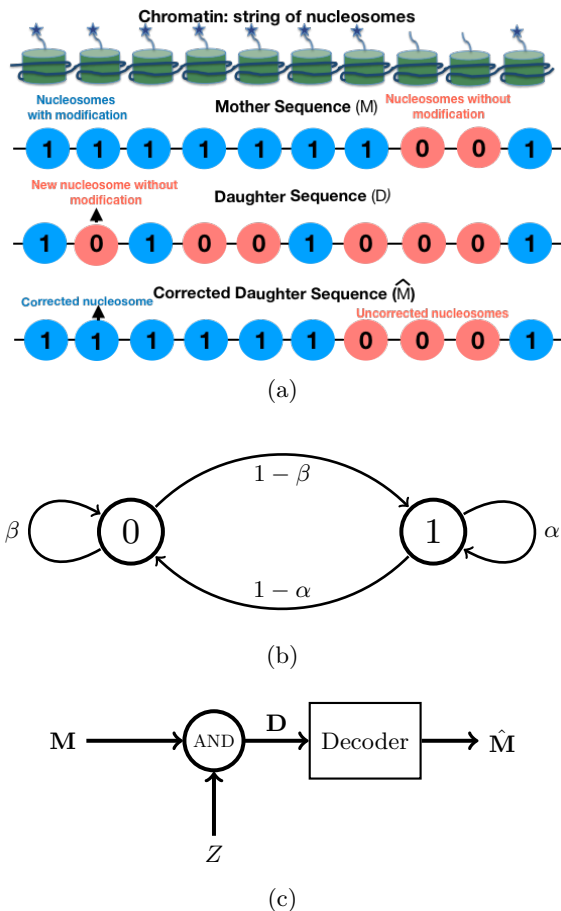 Chromatin: string of nucleosomes
Nucleosomes with modification
Mother Sequence (M)
Nucleosomes without modification
1 1 1 1 1 1 1 0 0 1
New nucleosome without modification
Daughter Sequence (D)
1 0 1 0 0 1 0 0 0 1
Corrected nucleosome
Corrected Daughter Sequence (M̂)
Uncorrected nucleosomes
1 1 1 1 1 1 0 0 0 1
(a)
1 − β
β 0 1 α
1 − α
(b)
M AND D Decoder M̂
Z
(c)